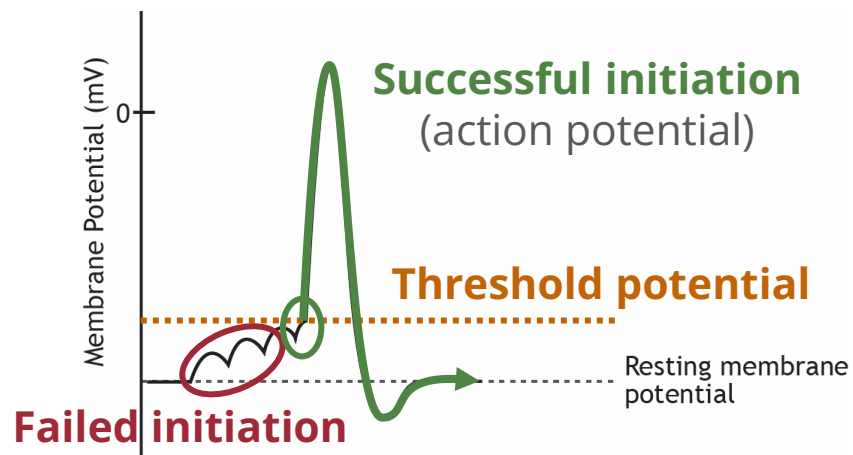 Membrane Potential (mV)
0
Successful initiation
(action potential)
Threshold potential
Resting membrane
potential
Failed initiation